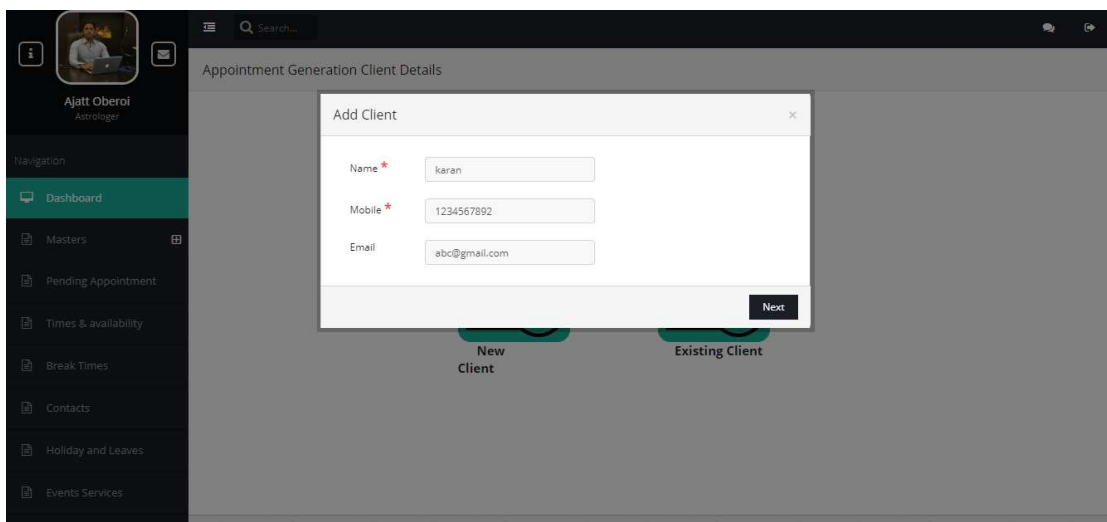 Search...
Appointment Generation Client Details
Ajatt Oberoi
Astrologer
Navigation
Dashboard
Masters
Pending Appointment
Times & availability
Break Times
Contacts
Holiday and Leaves
Events Services
Add Client
×
Name *
karan
Mobile *
1234567892
Email
abc@gmail.com
Next
New
Client
Existing Client